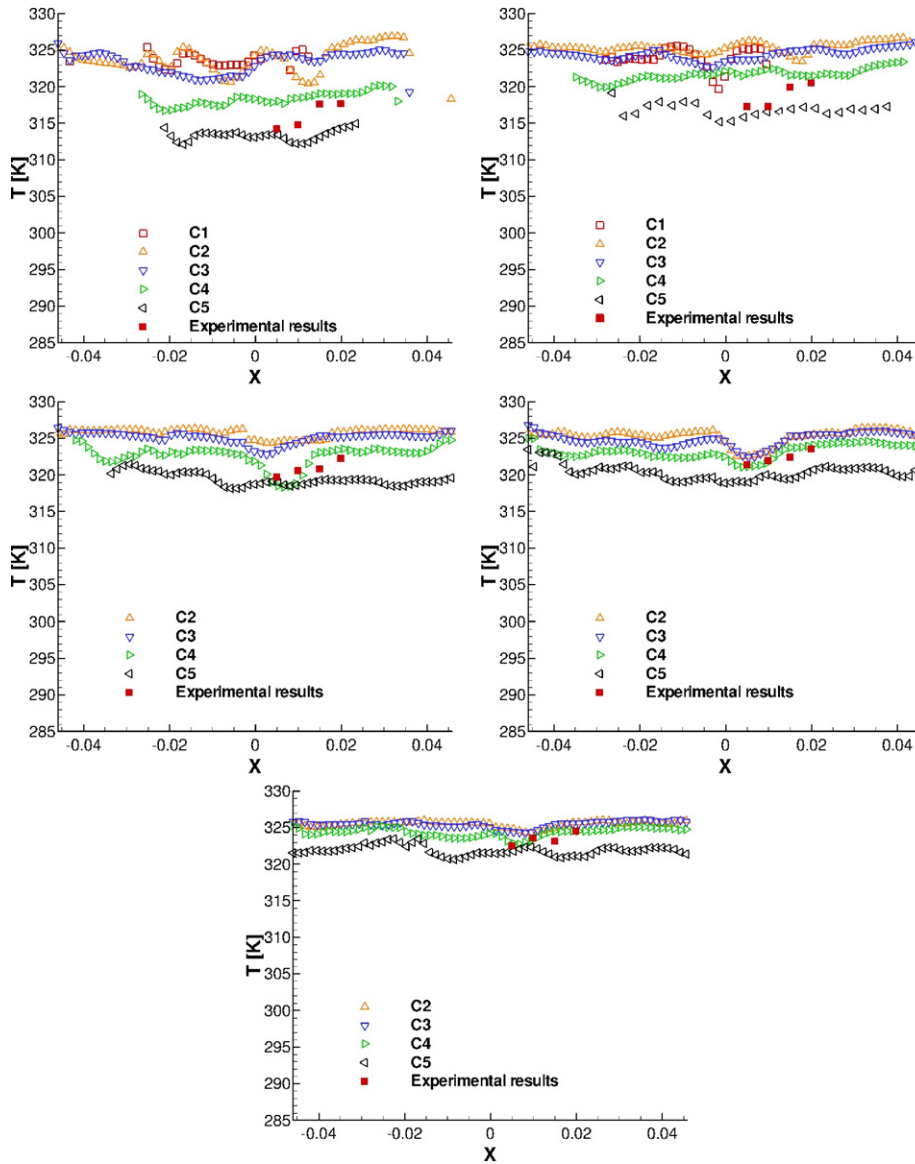 330
325
320
315
T [K]
310
305
300
295
290
285
C1
C2
C3
C4
C5
Experimental results
-0.04
-0.02
0
0.02
0.04
X
330
325
320
315
T [K]
310
305
300
295
290
285
C1
C2
C3
C4
C5
Experimental results
-0.04
-0.02
0
0.02
0.04
X
330
325
320
315
T [K]
310
305
300
295
290
285
C2
C3
C4
C5
Experimental results
-0.04
-0.02
0
0.02
0.04
X
330
325
320
315
T [K]
310
305
300
295
290
285
C2
C3
C4
C5
Experimental results
-0.04
-0.02
0
0.02
0.04
X
330
325
320
315
T [K]
310
305
300
295
290
285
C2
C3
C4
C5
Experimental results
-0.04
-0.02
0
0.02
0.04
X